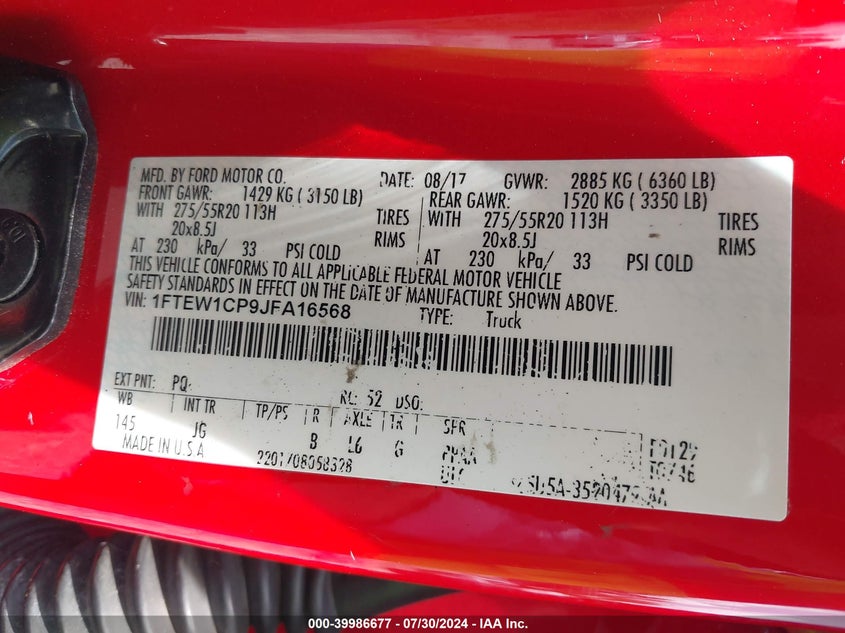 MFD. BY FORD MOTOR CO. DATE: 08/17 GVWR: 2885 KG ( 6360 LB)
FRONT GAWR: 1429 KG ( 3150 LB) REAR GAWR: 1520 KG ( 3350 LB)
WITH 275/55R20 113H TIRES WITH 275/55R20 113H TIRES
20x8.5J RIMS 20x8.5J RIMS
AT 230 kPa/ 33 PSI COLD AT 230 kPa/ 33 PSI COLD
THIS VEHICLE CONFORMS TO ALL APPLICABLE FEDERAL MOTOR VEHICLE
SAFETY STANDARDS IN EFFECT ON THE DATE OF MANUFACTURE SHOWN ABOVE.
VIN: 1FTEW1CP9JFA16568 TYPE: Truck
EXT PNT: PQ RC: 52 DSO:
WB INT TR TP/PS R AXLE TR SPR
145 JG B L6 G
MADE IN U.S.A.
000-39986677 - 07/30/2024 - IAA Inc.